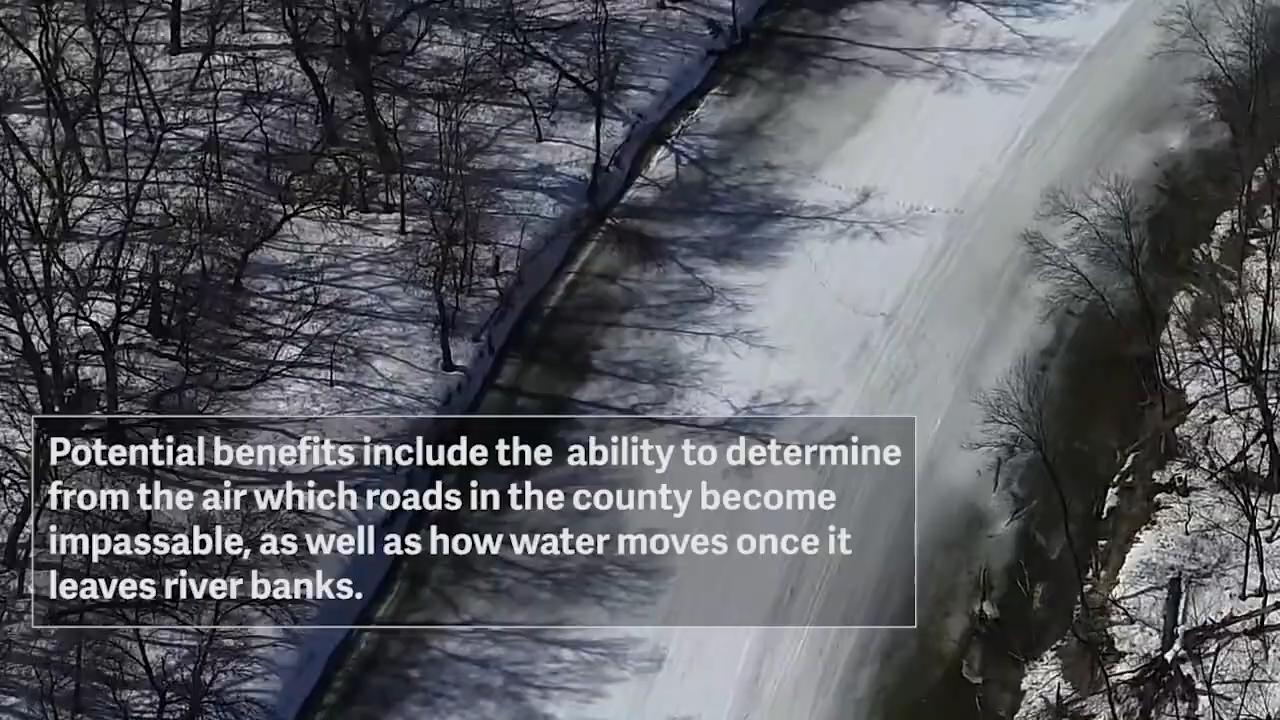 Potential benefits include the  ability to determine
from the air which roads in the county become
impassable, as well as how water moves once it
leaves river banks.